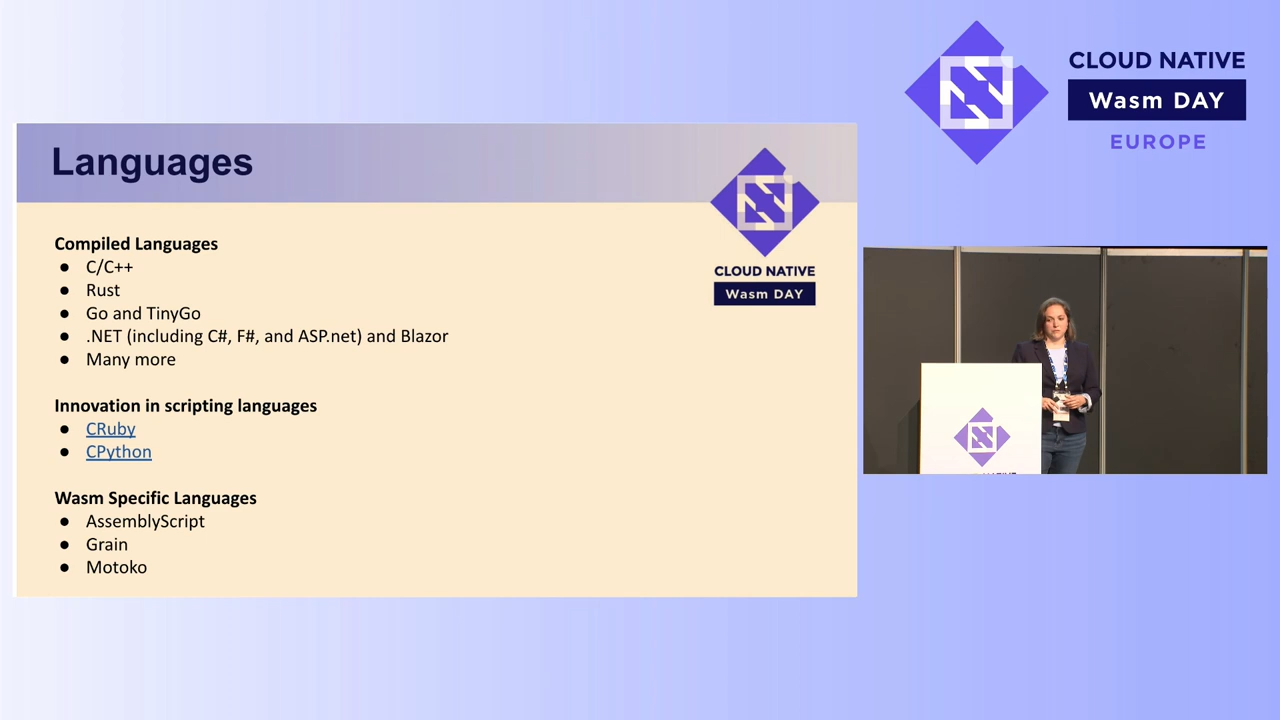 CLOUD NATIVE
Wasm DAY
EUROPE
Languages
CLOUD NATIVE
Wasm DAY
Compiled Languages
● C/C++
● Rust
● Go and TinyGo
● .NET (including C#, F#, and ASP.net) and Blazor
● Many more
Innovation in scripting languages
● CRuby
● CPython
Wasm Specific Languages
● AssemblyScript
● Grain
● Motoko